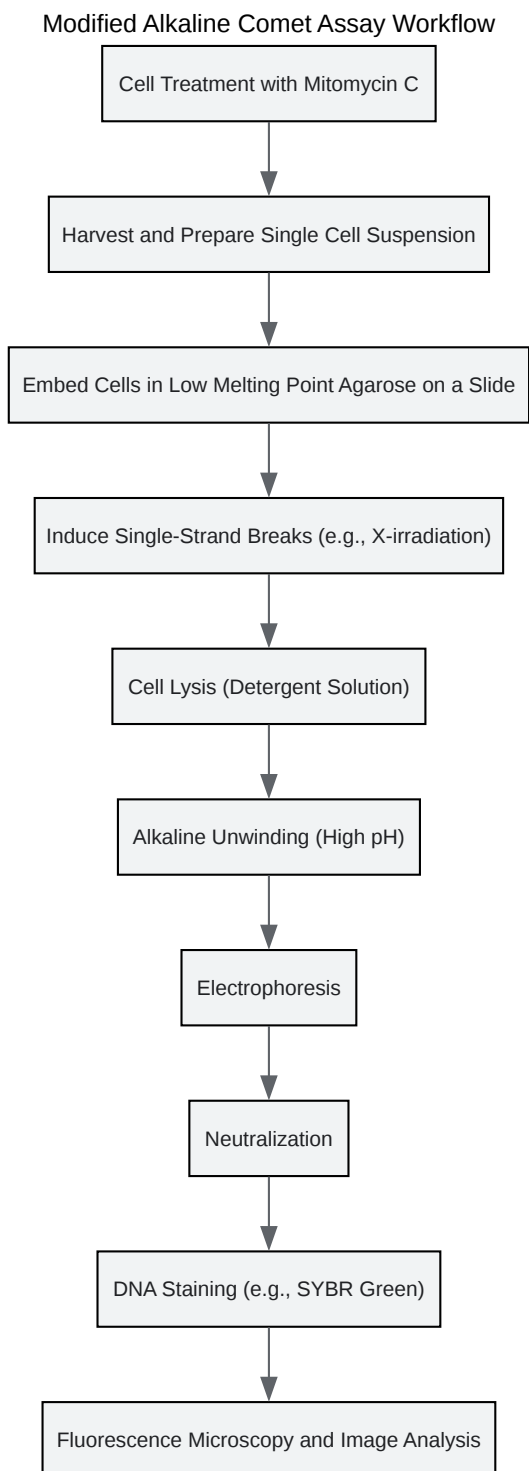 Modified Alkaline Comet Assay Workflow
Cell Treatment with Mitomycin C
Harvest and Prepare Single Cell Suspension
Embed Cells in Low Melting Point Agarose on a Slide
Induce Single-Strand Breaks (e.g., X-irradiation)
Cell Lysis (Detergent Solution)
Alkaline Unwinding (High pH)
Electrophoresis
Neutralization
DNA Staining (e.g., SYBR Green)
Fluorescence Microscopy and Image Analysis